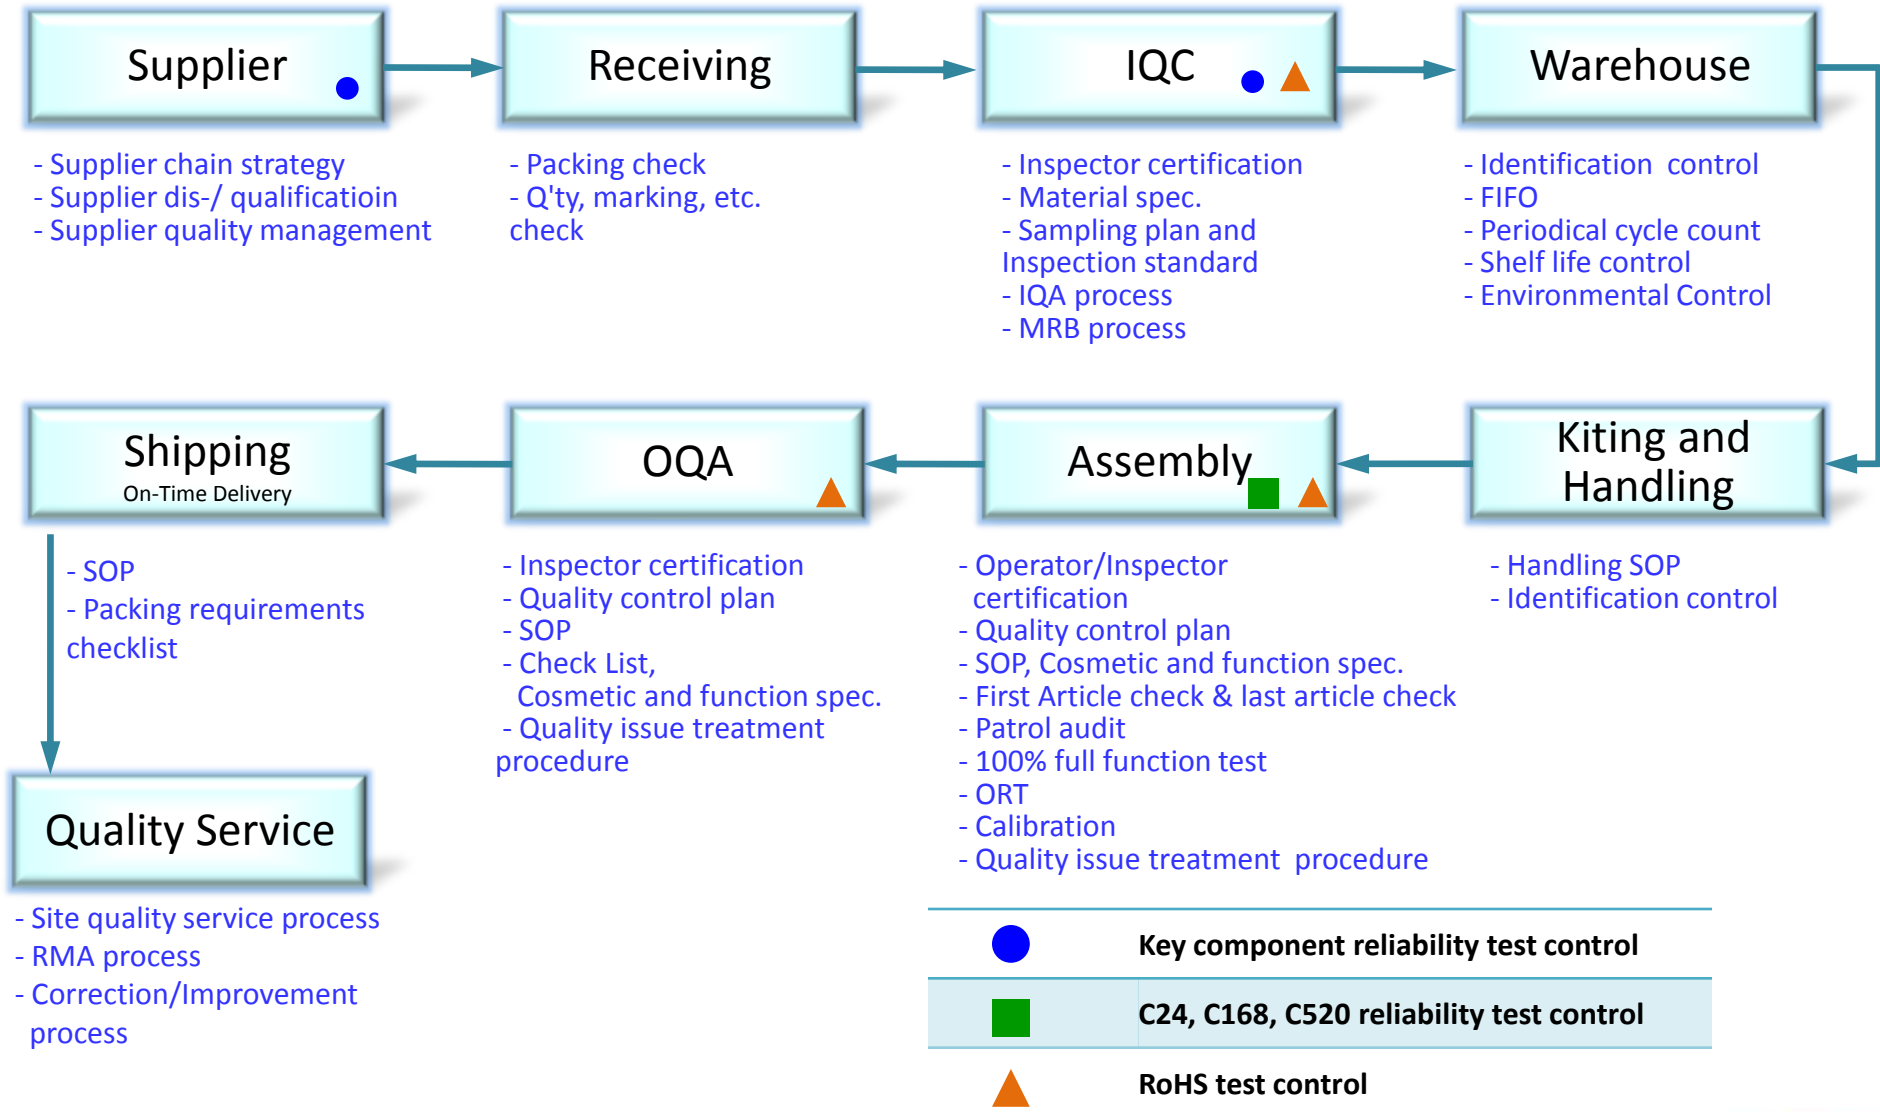 Supplier
- Supplier chain strategy
- Supplier dis-/ qualificatioin
- Supplier quality management
Receiving
- Packing check
- Q'ty, marking, etc.
check
IQC
- Inspector certification
- Material spec.
- Sampling plan and
Inspection standard
- IQA process
- MRB process
Warehouse
- Identification  control
- FIFO
- Periodical cycle count
- Shelf life control
- Environmental Control
Kiting and
Handling
- Handling SOP
- Identification control
Assembly
- Operator/Inspector
certification
- Quality control plan
- SOP, Cosmetic and function spec.
- First Article check & last article check
- Patrol audit
- 100% full function test
- ORT
- Calibration
- Quality issue treatment  procedure
OQA
- Inspector certification
- Quality control plan
- SOP
- Check List,
Cosmetic and function spec.
- Quality issue treatment
procedure
Shipping
On-Time Delivery
- SOP
- Packing requirements
checklist
Quality Service
- Site quality service process
- RMA process
- Correction/Improvement
process
Key component reliability test control
C24, C168, C520 reliability test control
RoHS test control